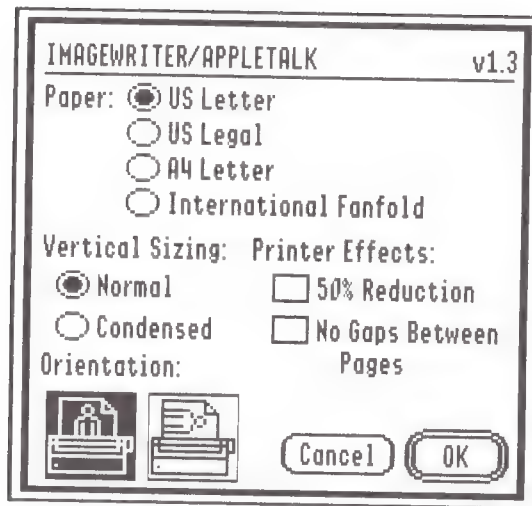 IMAGEWRITER/APPLETALK v1.3
Paper: US Letter
US Legal
A4 Letter
International Fanfold
Vertical Sizing: Printer Effects:
Normal 50% Reduction
Condensed No Gaps Between
Orientation: Pages
Cancel OK